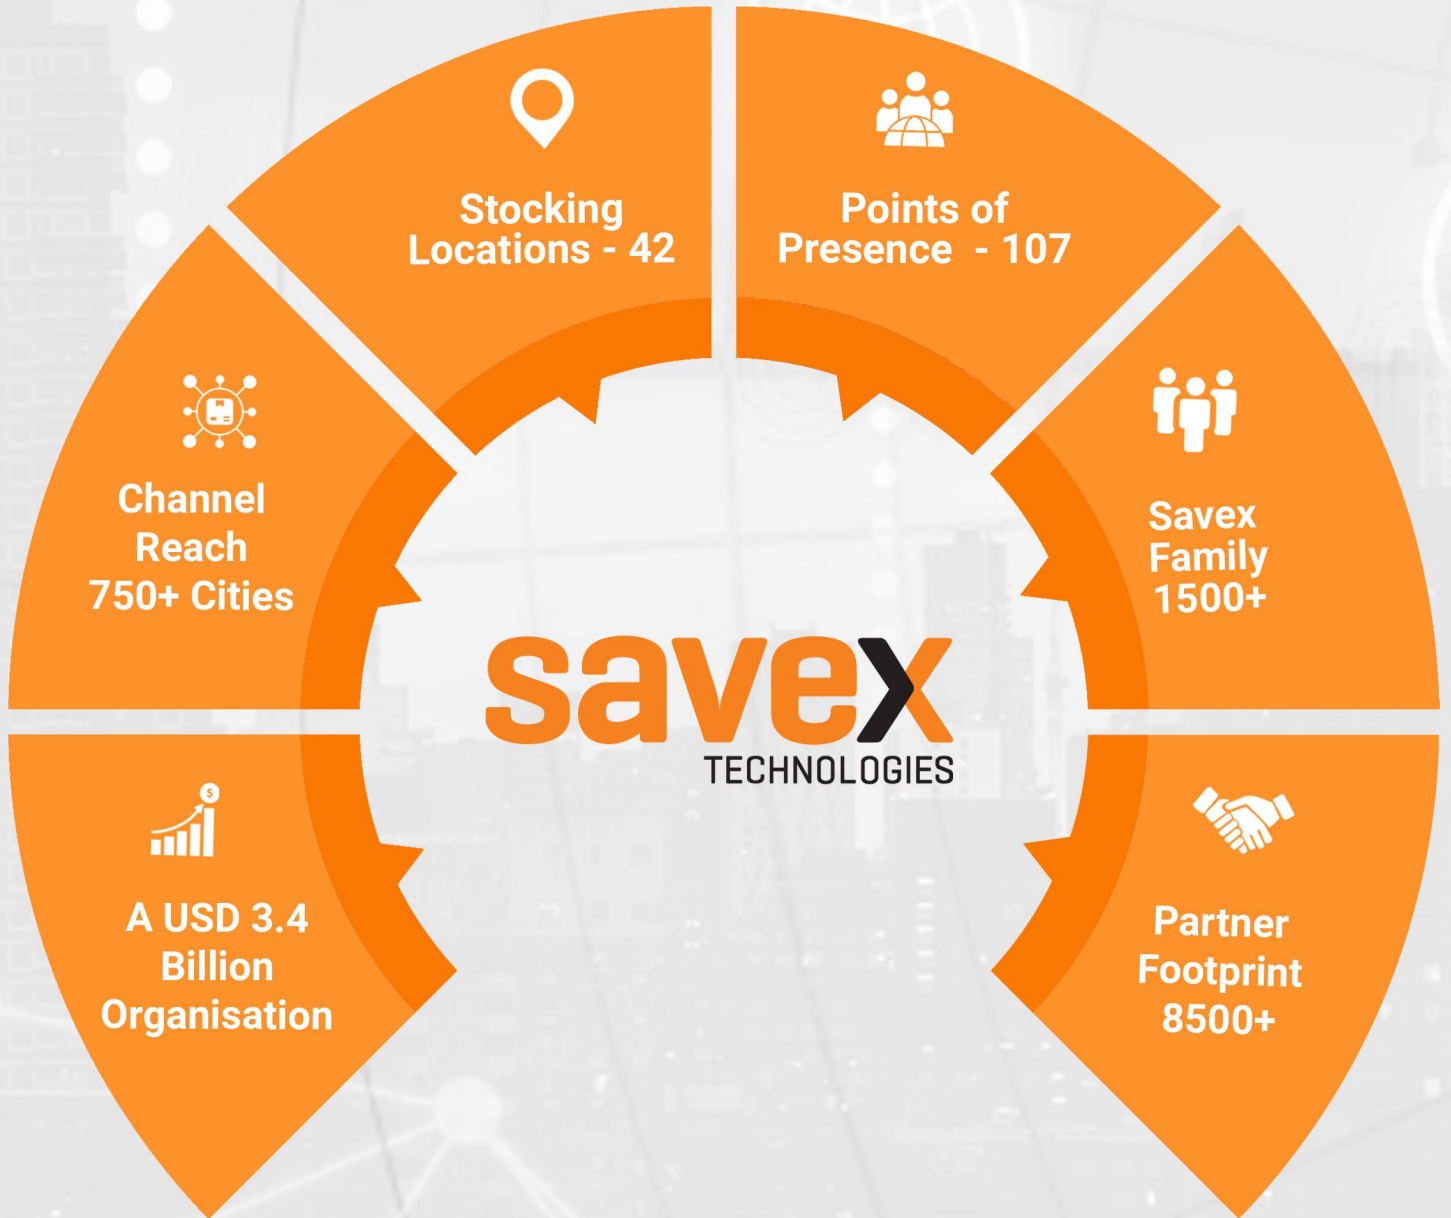 Stocking
Locations - 42
Points of
Presence - 107
Channel
Reach
750+ Cities
Savex
Family
1500+
savex
TECHNOLOGIES
$
A USD 3.4
Billion
Organisation
Partner
Footprint
8500+